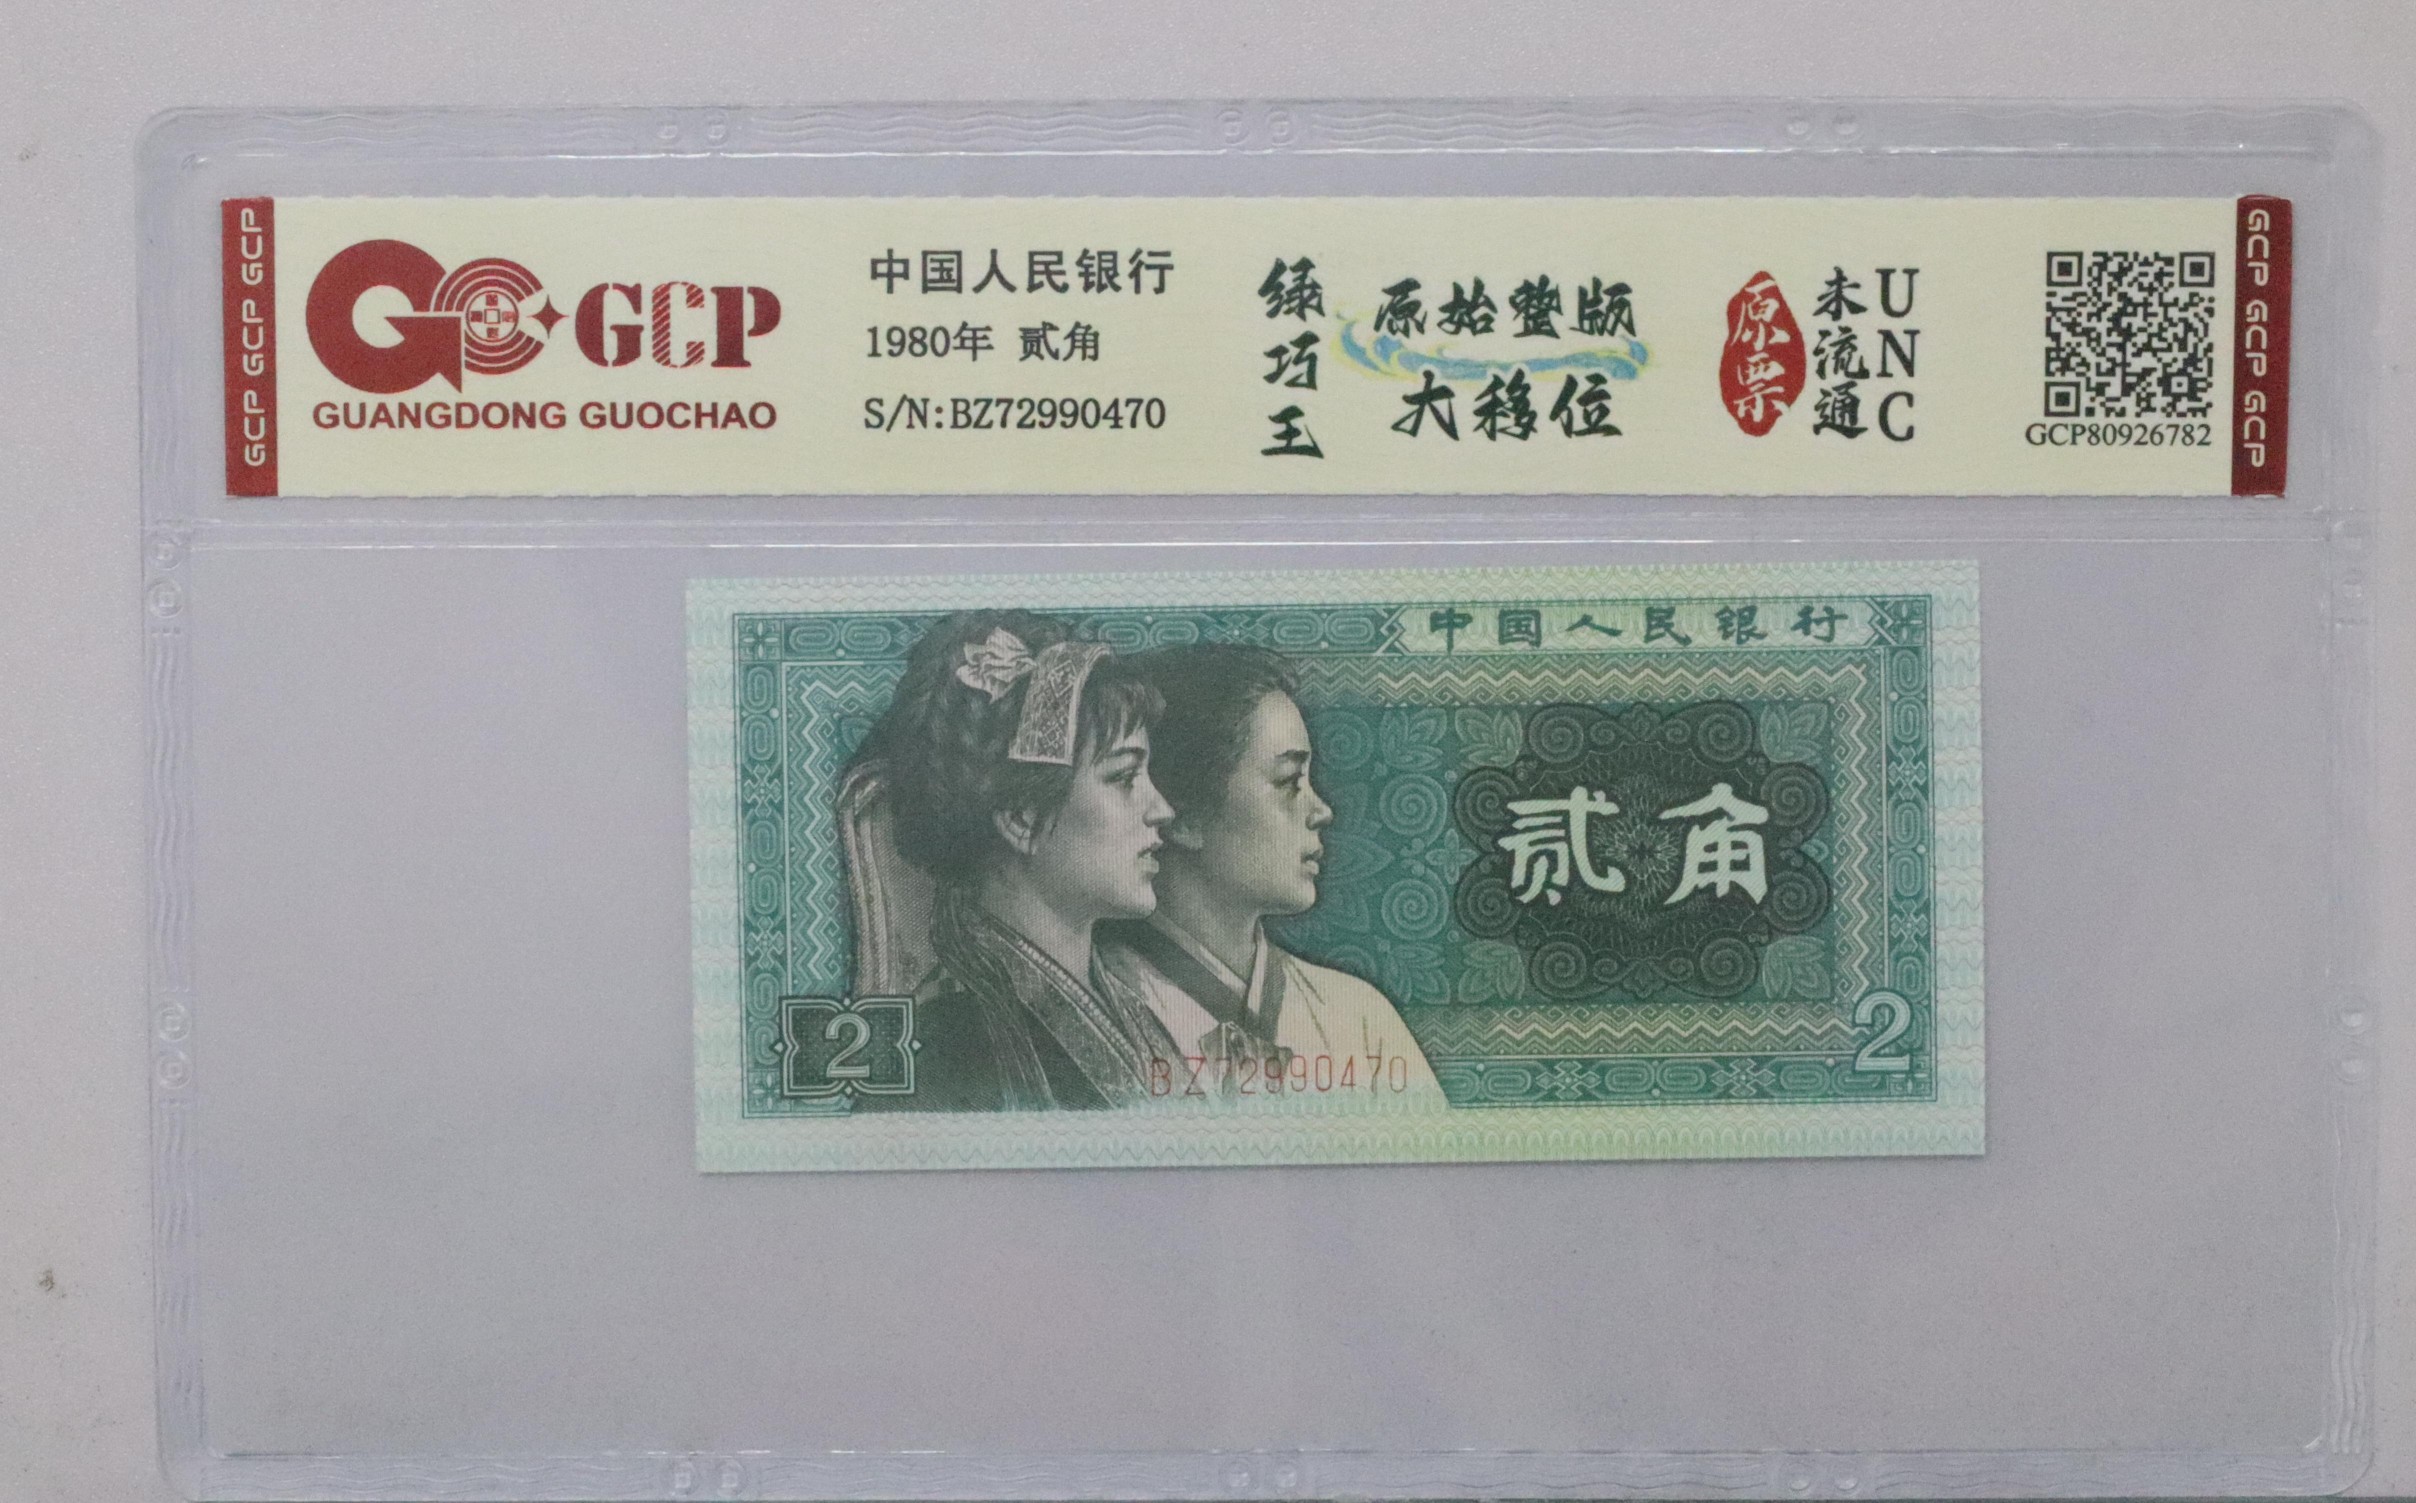 GCP GCP GCP
GCP
GUANGDONG GUOCHAO
中国人民银行
1980年 贰角
S/N:BZ72990470
绿巧王
原始整版
大移位
原票
未流通
UNC
GCP80926782
GCP GCP GCP
中国人民银行
贰角
2
2
BZ72990470